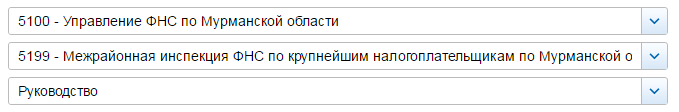 5100 - Управление ФНС по Мурманской области
5199 - Межрайонная инспекция ФНС по крупнейшим налогоплательщикам по Мурманской о
Руководство